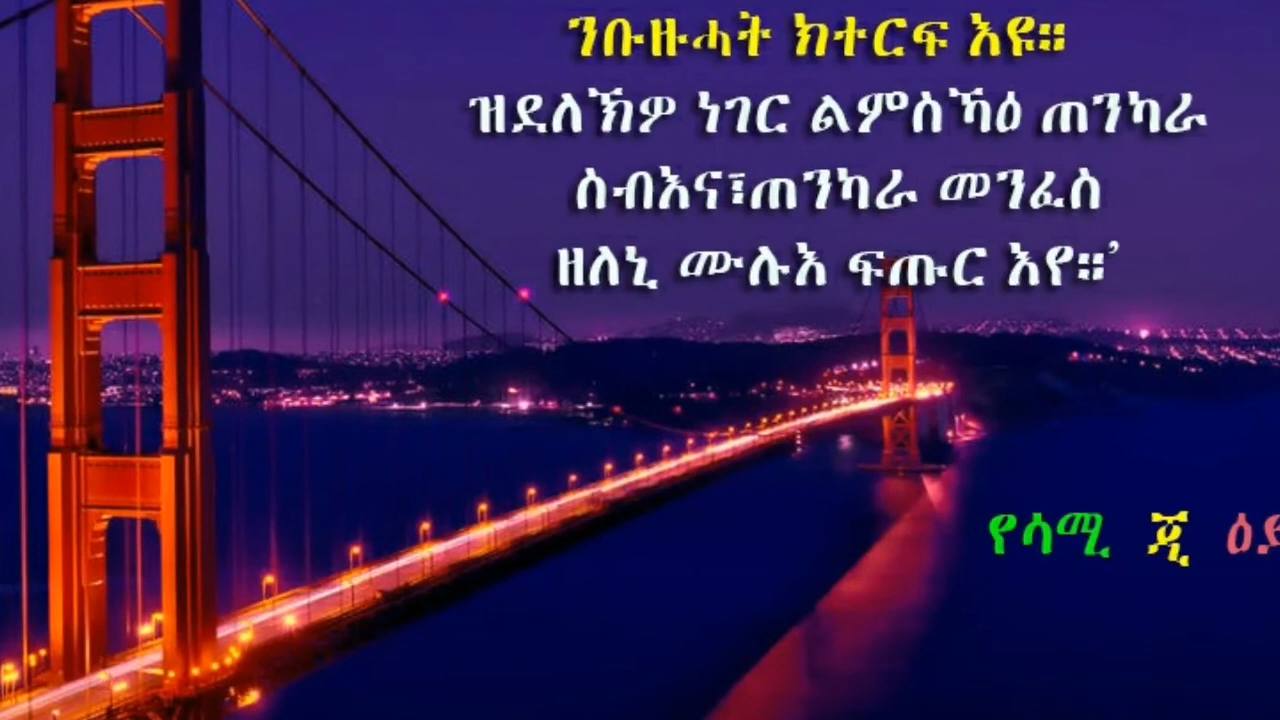 ንቡዙሓት ክተርፍ እዩ።
ዝደለኽዎ ነገር ልምስኻዕ ጠንካራ
ስብእና፣ጠንካራ መንፈስ
ዘለኒ ሙሉእ ፍጡር እየ።’
የሳሚ ጂ